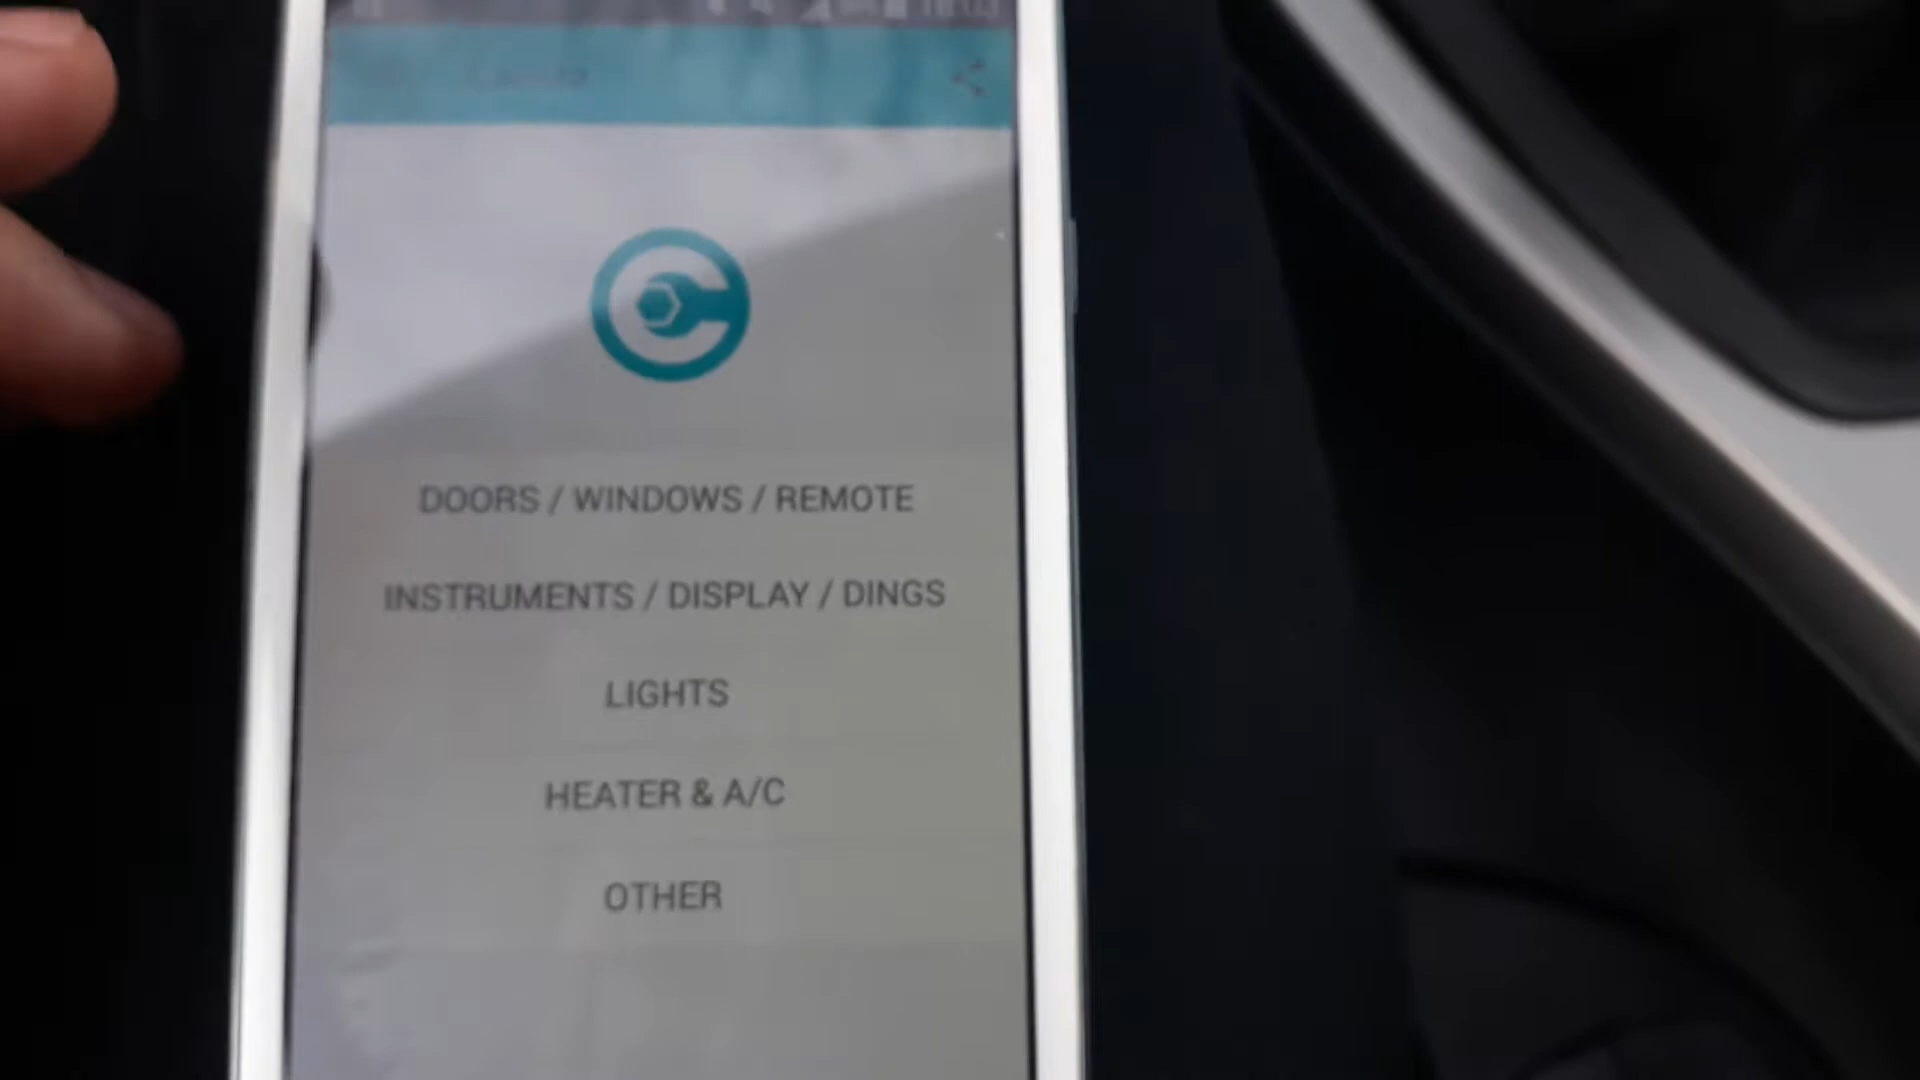 DOORS / WINDOWS / REMOTE
INSTRUMENTS / DISPLAY / DINGS
LIGHTS
HEATER & A/C
OTHER